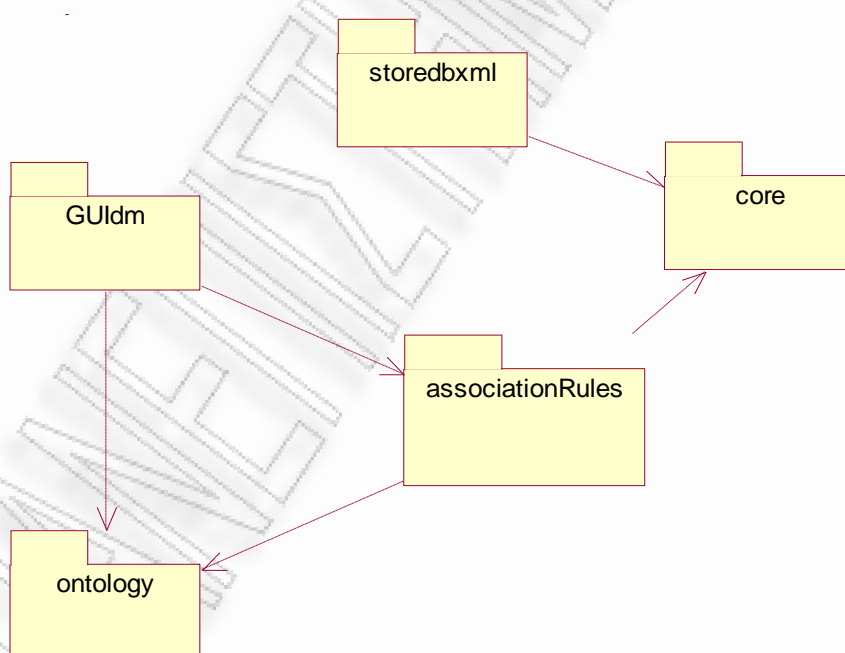 storedbxml
core
GUIdm
associationRules
ontology